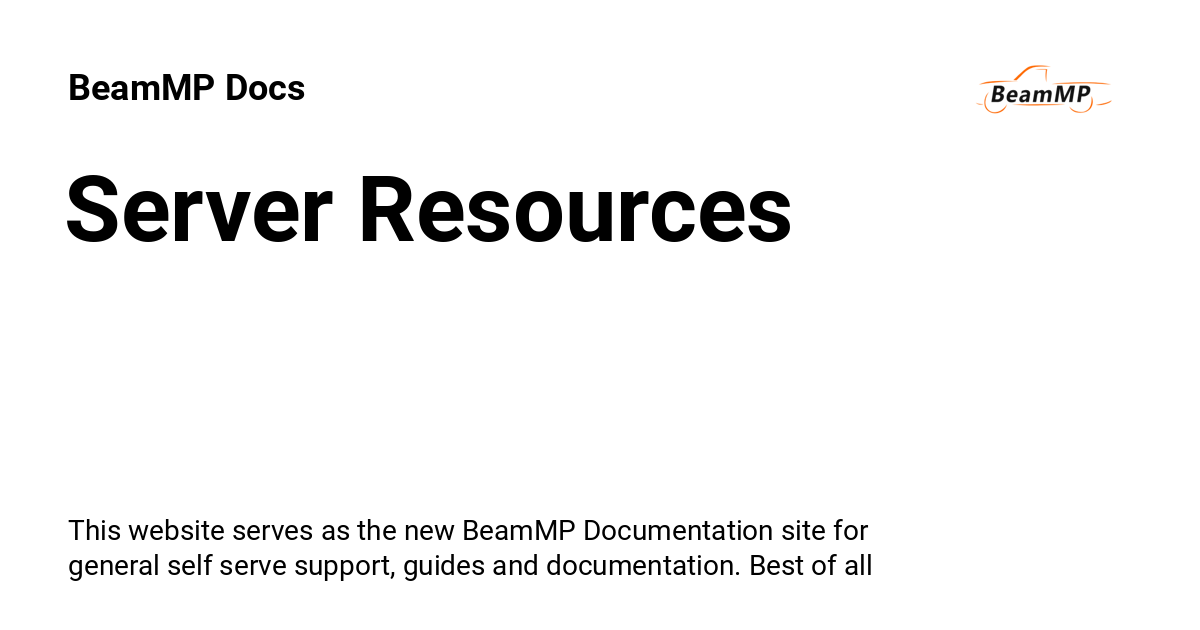 BeamMP Docs
BeamMP
Server Resources
This website serves as the new BeamMP Documentation site for
general self serve support, guides and documentation. Best of all